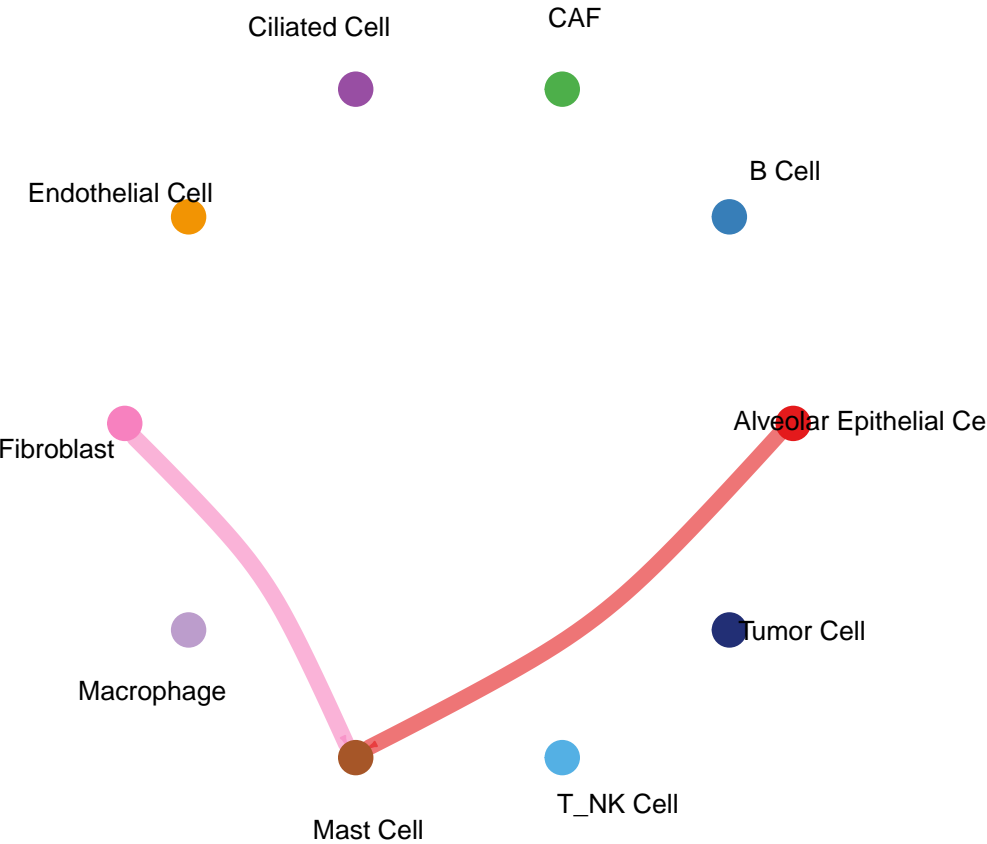 CAF
Ciliated Cell
B Cell
Endothelial Cell
Alveolar Epithelial Ce
Fibroblast
Tumor Cell
Macrophage
T_NK Cell
Mast Cell